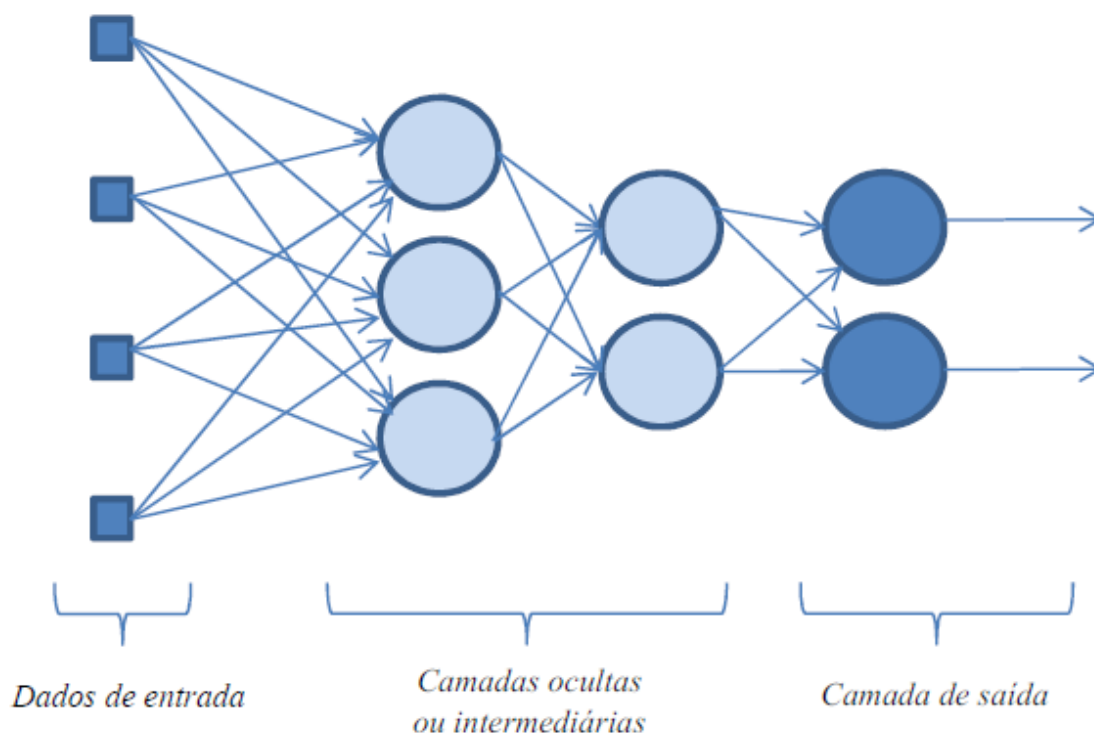 Dados de entrada
Camadas ocultas
ou intermediárias
Camada de saída